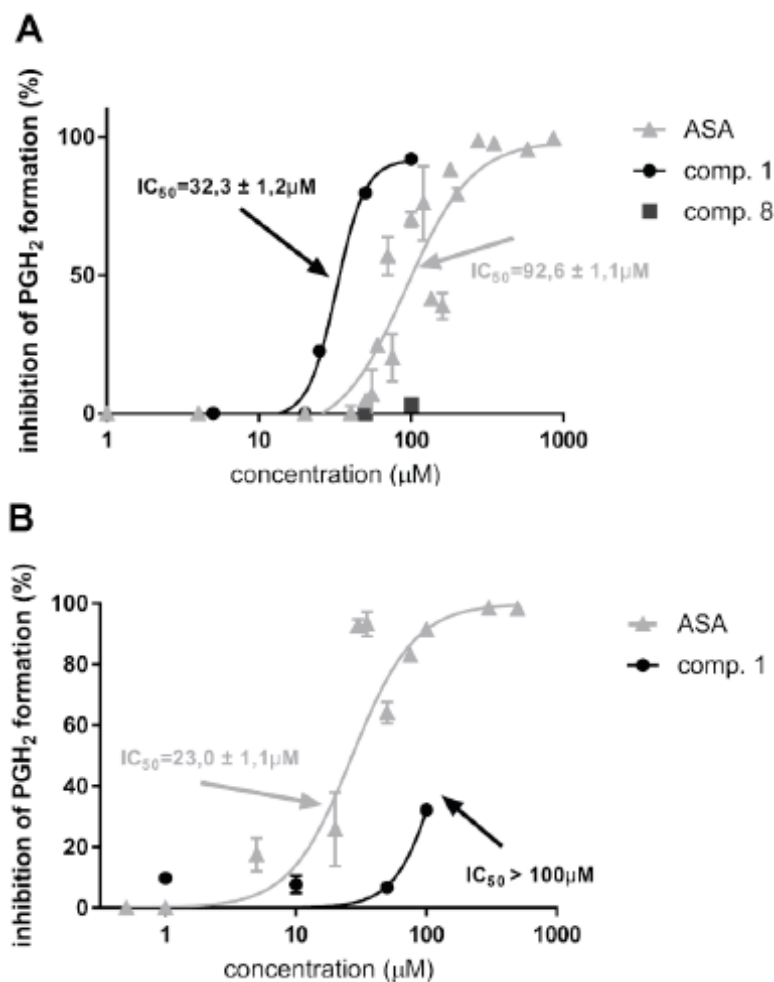 A
inhibition of PGH₂ formation (%)
100
50
0
IC₅₀=32,3 ± 1,2µM
IC₅₀=92,6 ± 1,1µM
ASA
comp. 1
comp. 8
1
10
100
1000
concentration (µM)
B
inhibition of PGH₂ formation (%)
100
80
60
40
20
0
IC₅₀=23,0 ± 1,1µM
IC₅₀ > 100µM
ASA
comp. 1
1
10
100
1000
concentration (µM)